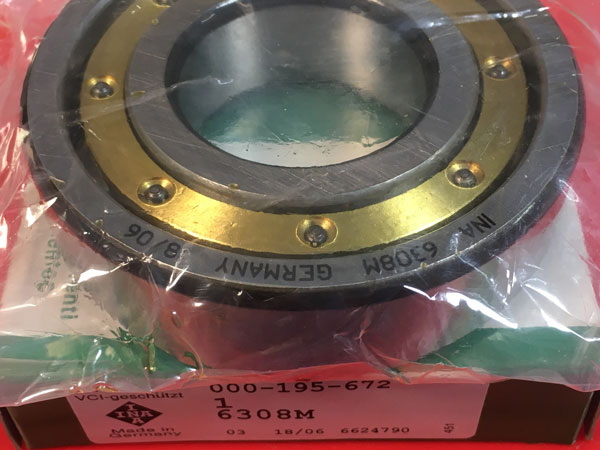 INA 6308M GERMANY 18/06
000-195-672
VCI-geschützt
1
INA
6308M
Made in
Germany
03 18/06 6624790